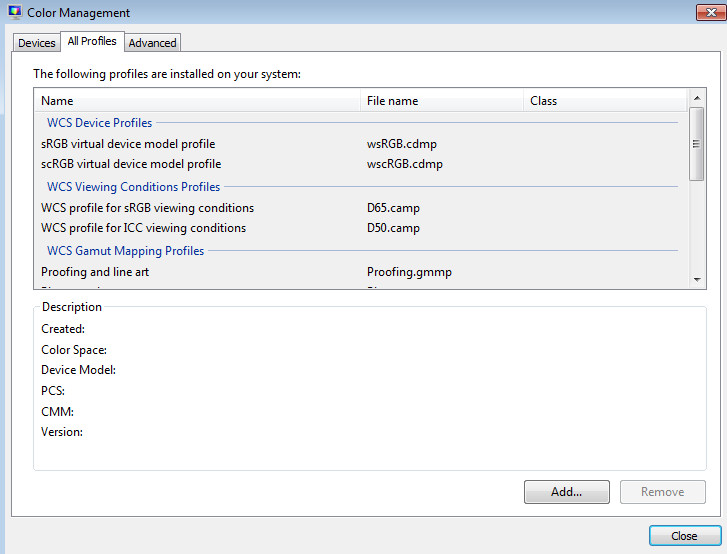 Color Management
Devices All Profiles Advanced
The following profiles are installed on your system:
Name File name Class
WCS Device Profiles
sRGB virtual device model profile wsRGB.cdmp
scRGB virtual device model profile wscRGB.cdmp
WCS Viewing Conditions Profiles
WCS profile for sRGB viewing conditions D65.camp
WCS profile for ICC viewing conditions D50.camp
WCS Gamut Mapping Profiles
Proofing and line art Proofing.gmmp
Description
Created:
Color Space:
Device Model:
PCS:
CMM:
Version:
Add... Remove
Close